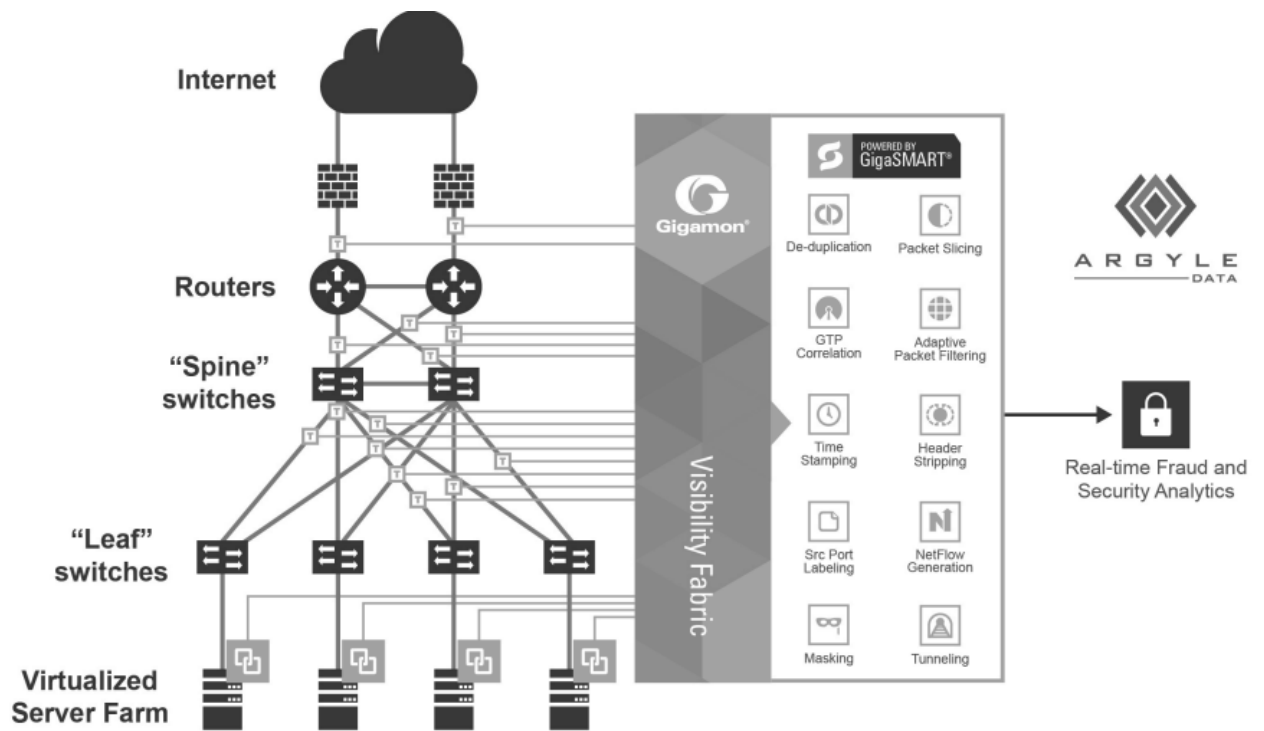 Internet
T
T
Routers
T
T
T
T
“Spine”
switches
T
T
T
T
T
T
T
T
“Leaf”
switches
Virtualized
Server Farm
Gigamon®
Visibility Fabric
POWERED BY
GigaSMART®
De-duplication
Packet Slicing
GTP
Correlation
Adaptive
Packet Filtering
Time
Stamping
Header
Stripping
Src Port
Labeling
NetFlow
Generation
Masking
Tunneling
ARGYLE
DATA
Real-time Fraud and
Security Analytics